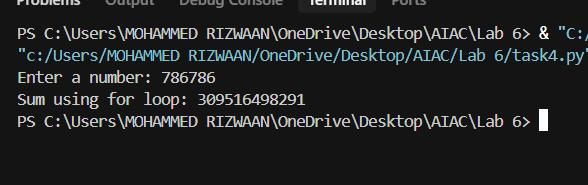 Problems Output Debug Console Terminal Ports
PS C:\Users\MOHAMMED RIZWAAN\OneDrive\Desktop\AIAC\Lab 6> & "C:/
"c:/Users/MOHAMMED RIZWAAN/OneDrive/Desktop/AIAC/Lab 6/task4.py"
Enter a number: 786786
Sum using for loop: 309516498291
PS C:\Users\MOHAMMED RIZWAAN\OneDrive\Desktop\AIAC\Lab 6>